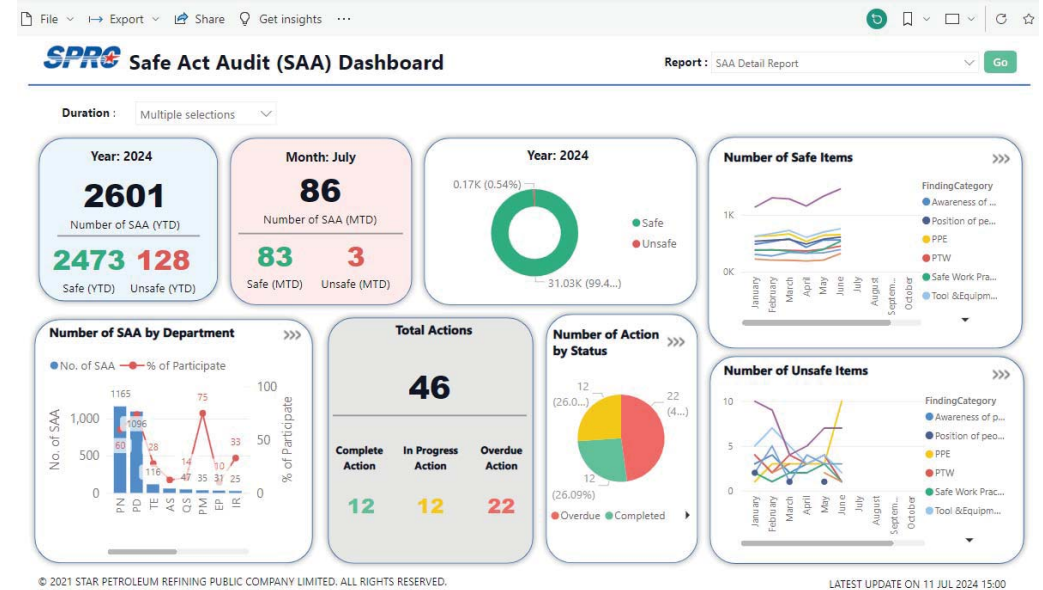 File Export Share Get insights ...
SPRC Safe Act Audit (SAA) Dashboard
Report : SAA Detail Report Go
Duration : Multiple selections
Year: 2024
2601
Number of SAA (YTD)
2473 128
Safe (YTD) Unsafe (YTD)
Month: July
86
Number of SAA (MTD)
83 3
Safe (MTD) Unsafe (MTD)
Year: 2024
0.17K (0.54%)
31.03K (99.4...)
Safe
Unsafe
Number of Safe Items
1K
0K
January
February
March
April
May
June
July
August
Septem...
October
FindingCategory
Awareness of ...
Position of pe...
PPE
PTW
Safe Work Pra...
Tool &Equipm...
Number of SAA by Department
No. of SAA % of Participate
No. of SAA
1,000
500
0
1165
1096
60
28
116
14
47
75
35
10
31
33
25
PN
PD
TE
AS
QS
PM
EP
IR
100
50
0
% of Participate
Total Actions
46
Complete Action
In Progress Action
Overdue Action
12 12 22
Number of Action
by Status
12
(26.0...)
22
(4...)
12
(26.09%)
Overdue Completed
Number of Unsafe Items
10
5
0
January
February
March
April
May
June
July
August
Septem...
October
FindingCategory
Awareness of p...
Position of peo...
PPE
PTW
Safe Work Prac...
Tool &Equipm...
© 2021 STAR PETROLEUM REFINING PUBLIC COMPANY LIMITED. ALL RIGHTS RESERVED.
LATEST UPDATE ON 11 JUL 2024 15:00